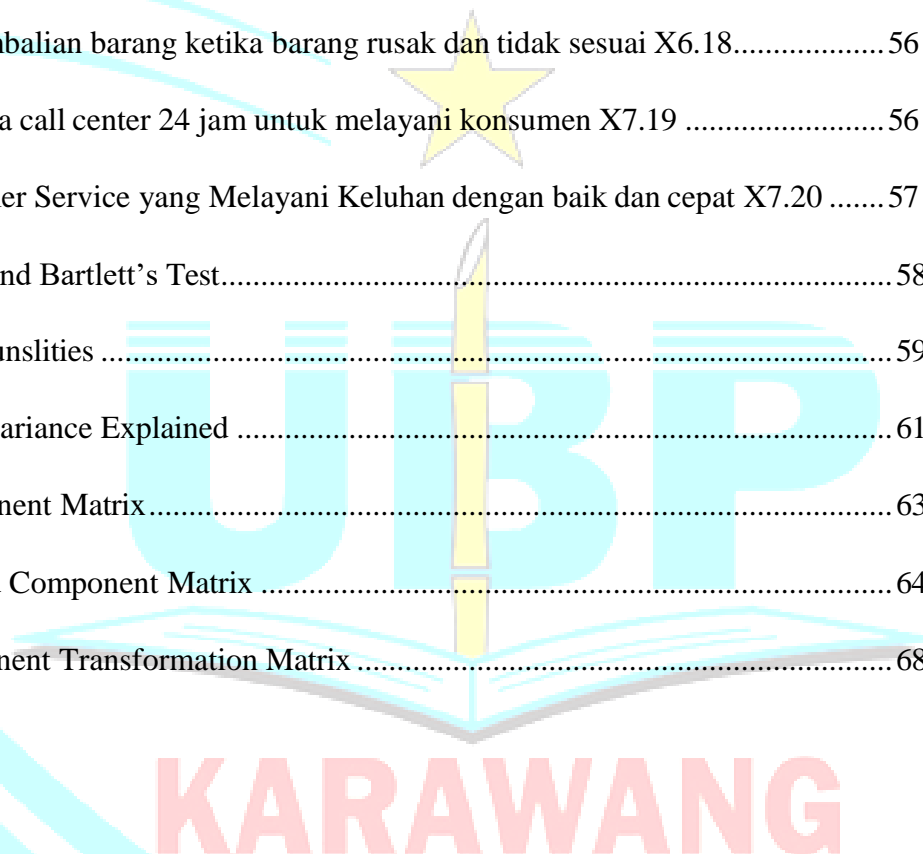 nbalian barang ketika barang rusak dan tidak sesuai X6.18.................. 56
a call center 24 jam untuk melayani konsumen X7.19 ........................ 56
er Service yang Melayani Keluhan dengan baik dan cepat X7.20 ....... 57
nd Bartlett’s Test................................................................................ 58
unslities ............................................................................................... 59
ariance Explained ............................................................................... 61
nent Matrix.......................................................................................... 63
Component Matrix ............................................................................ 64
nent Transformation Matrix ................................................................ 68
UBP
KARAWANG